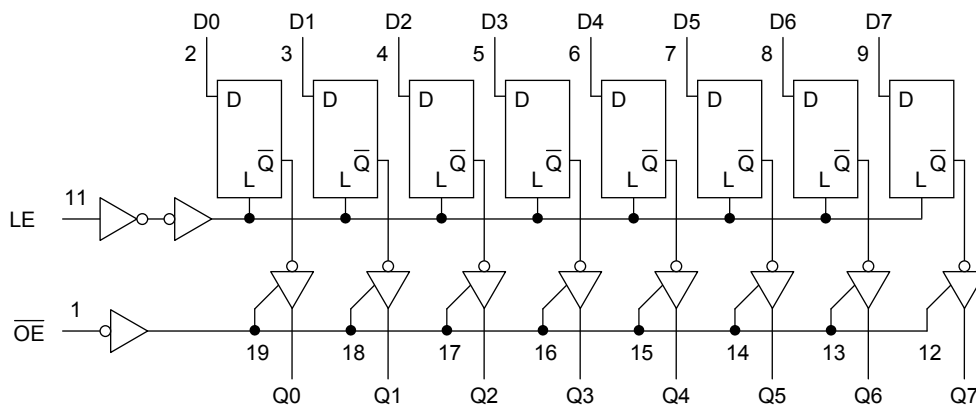 D0 D1 D2 D3 D4 D5 D6 D7
2 3 4 5 6 7 8 9
D D D D D D D D
Q̅ Q̅ Q̅ Q̅ Q̅ Q̅ Q̅ Q̅
L L L L L L L L
11
LE
1
O̅E̅
19 18 17 16 15 14 13 12
Q0 Q1 Q2 Q3 Q4 Q5 Q6 Q7